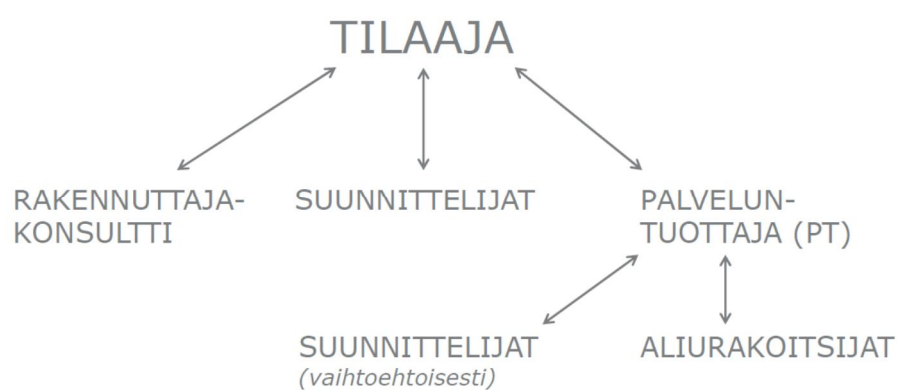 TILAAJA
RAKENNUTTAJA-
KONSULTTI
SUUNNITTELIJAT
PALVELUN-
TUOTTAJA (PT)
SUUNNITTELIJAT
(vaihtoehtoisesti)
ALIURAKOITSIJAT